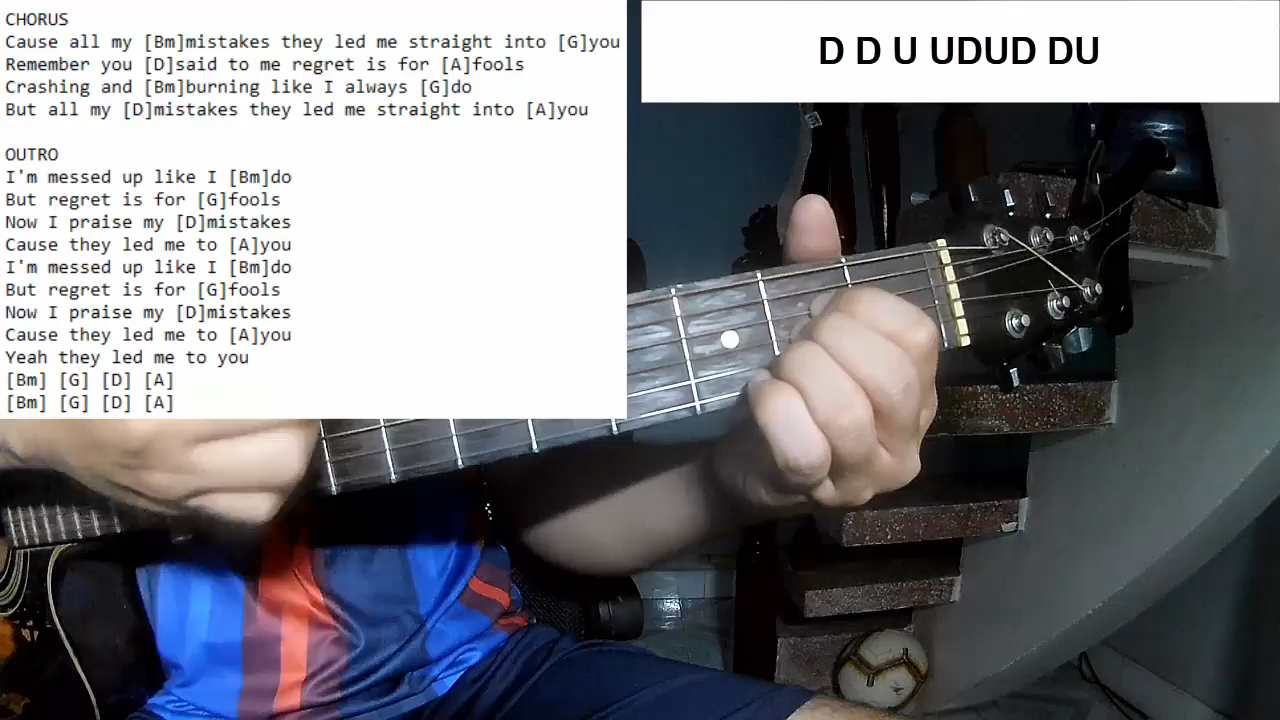 CHORUS
Cause all my [Bm]mistakes they led me straight into [G]you
Remember you [D]said to me regret is for [A]fools
Crashing and [Bm]burning like I always [G]do
But all my [D]mistakes they led me straight into [A]you
OUTRO
I'm messed up like I [Bm]do
But regret is for [G]fools
Now I praise my [D]mistakes
Cause they led me to [A]you
I'm messed up like I [Bm]do
But regret is for [G]fools
Now I praise my [D]mistakes
Cause they led me to [A]you
Yeah they led me to you
[Bm] [G] [D] [A]
[Bm] [G] [D] [A]
D D U UDUD DU